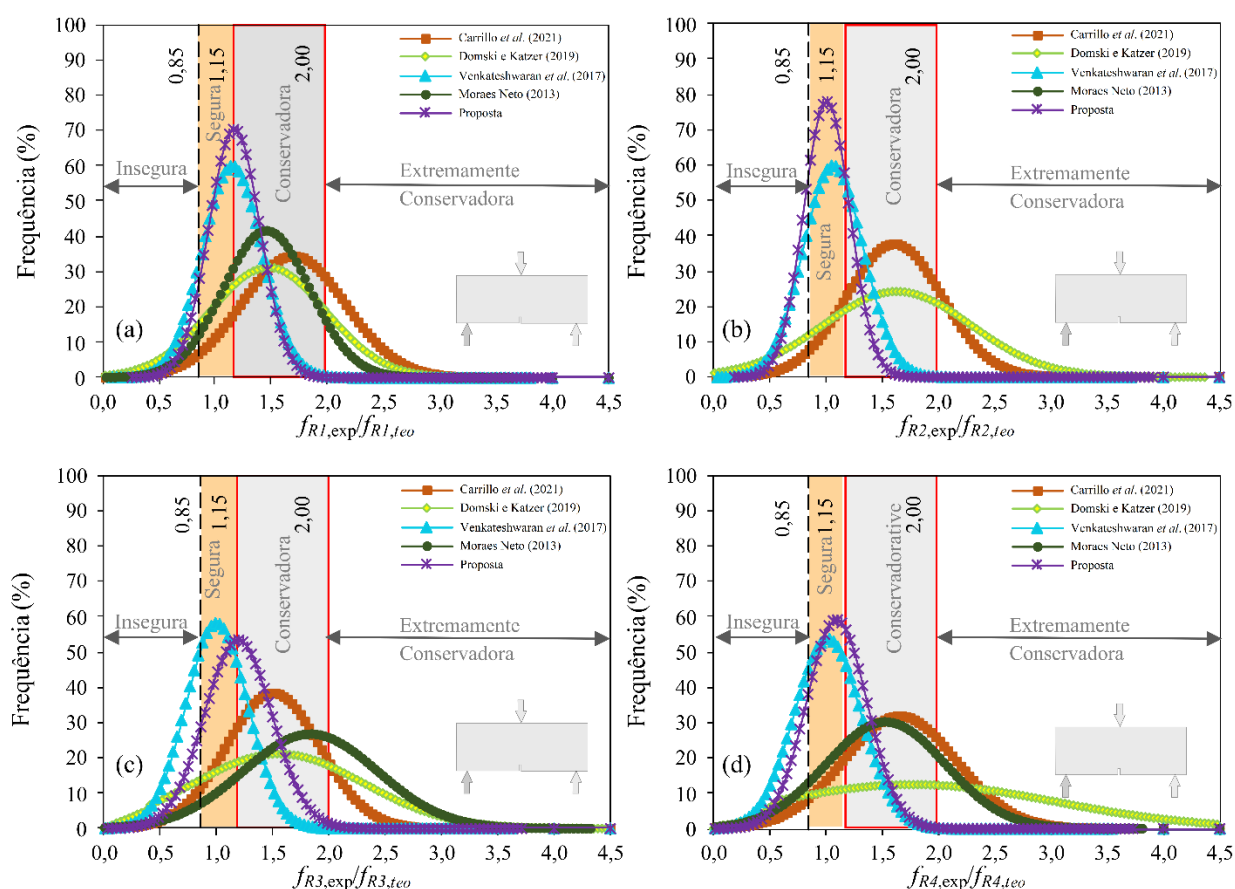 100
90
80
70
60
50
40
30
20
10
0
Frequência (%)
0,85
1,15
2,00
Segura
Conservadora
Insegura
Extremamente
Conservadora
Carrillo et al. (2021)
Domski e Katzer (2019)
Venkateshwaran et al. (2017)
Moraes Neto (2013)
Proposta
(a)
0,0 0,5 1,0 1,5 2,0 2,5 3,0 3,5 4,0 4,5
fR1,exp/fR1,teo
100
90
80
70
60
50
40
30
20
10
0
Frequência (%)
0,85
1,15
2,00
Segura
Conservadora
Insegura
Extremamente
Conservadora
Carrillo et al. (2021)
Domski e Katzer (2019)
Venkateshwaran et al. (2017)
Proposta
(b)
0,0 0,5 1,0 1,5 2,0 2,5 3,0 3,5 4,0 4,5
fR2,exp/fR2,teo
100
90
80
70
60
50
40
30
20
10
0
Frequência (%)
0,85
1,15
2,00
Segura
Conservadora
Insegura
Extremamente
Conservadora
Carrillo et al. (2021)
Domski e Katzer (2019)
Venkateshwaran et al. (2017)
Moraes Neto (2013)
Proposta
(c)
0,0 0,5 1,0 1,5 2,0 2,5 3,0 3,5 4,0 4,5
fR3,exp/fR3,teo
100
90
80
70
60
50
40
30
20
10
0
Frequência (%)
0,85
1,15
2,00
Segura
Conservadorative
Insegura
Extremamente
Conservadora
Carrillo et al. (2021)
Domski e Katzer (2019)
Venkateshwaran et al. (2017)
Moraes Neto (2013)
Proposta
(d)
0,0 0,5 1,0 1,5 2,0 2,5 3,0 3,5 4,0 4,5
fR4,exp/fR4,teo